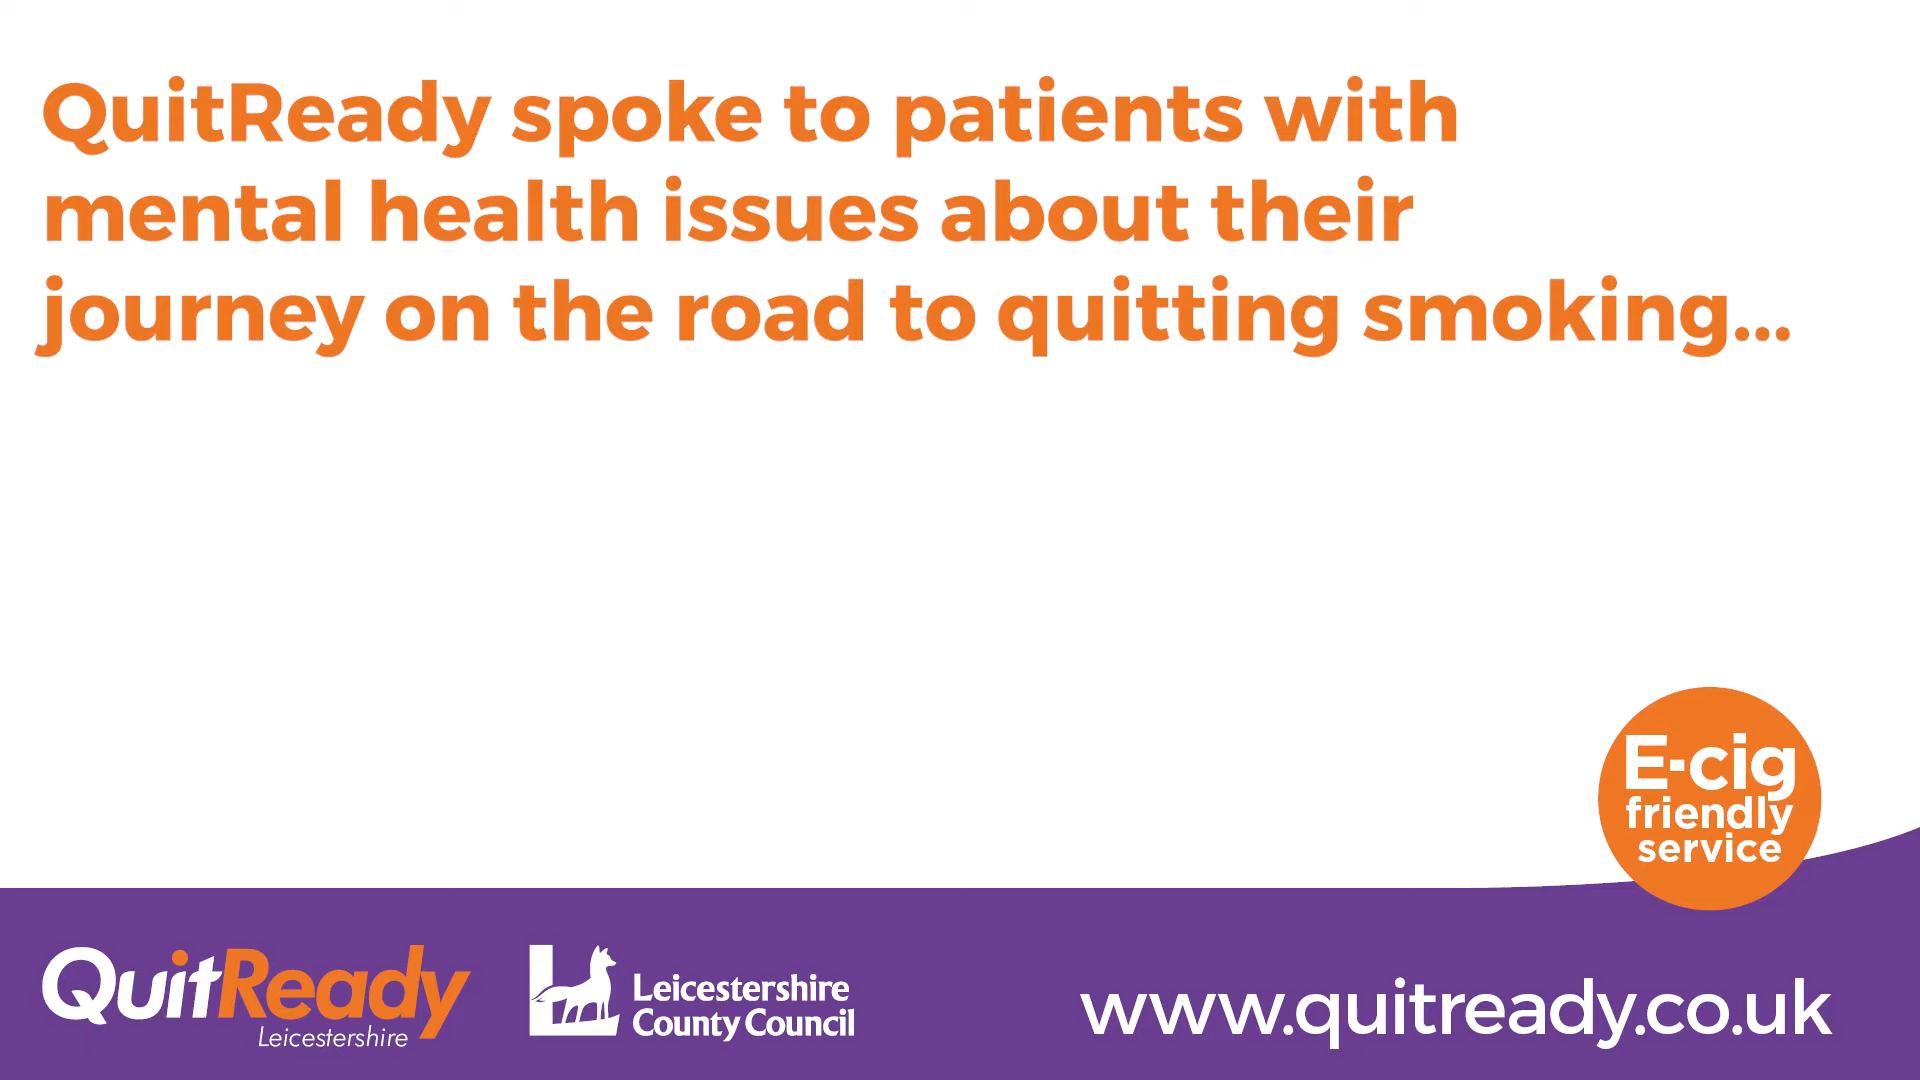 QuitReady spoke to patients with
mental health issues about their
journey on the road to quitting smoking...
E-cig
friendly
service
QuitReady
Leicestershire
Leicestershire
County Council
www.quitready.co.uk